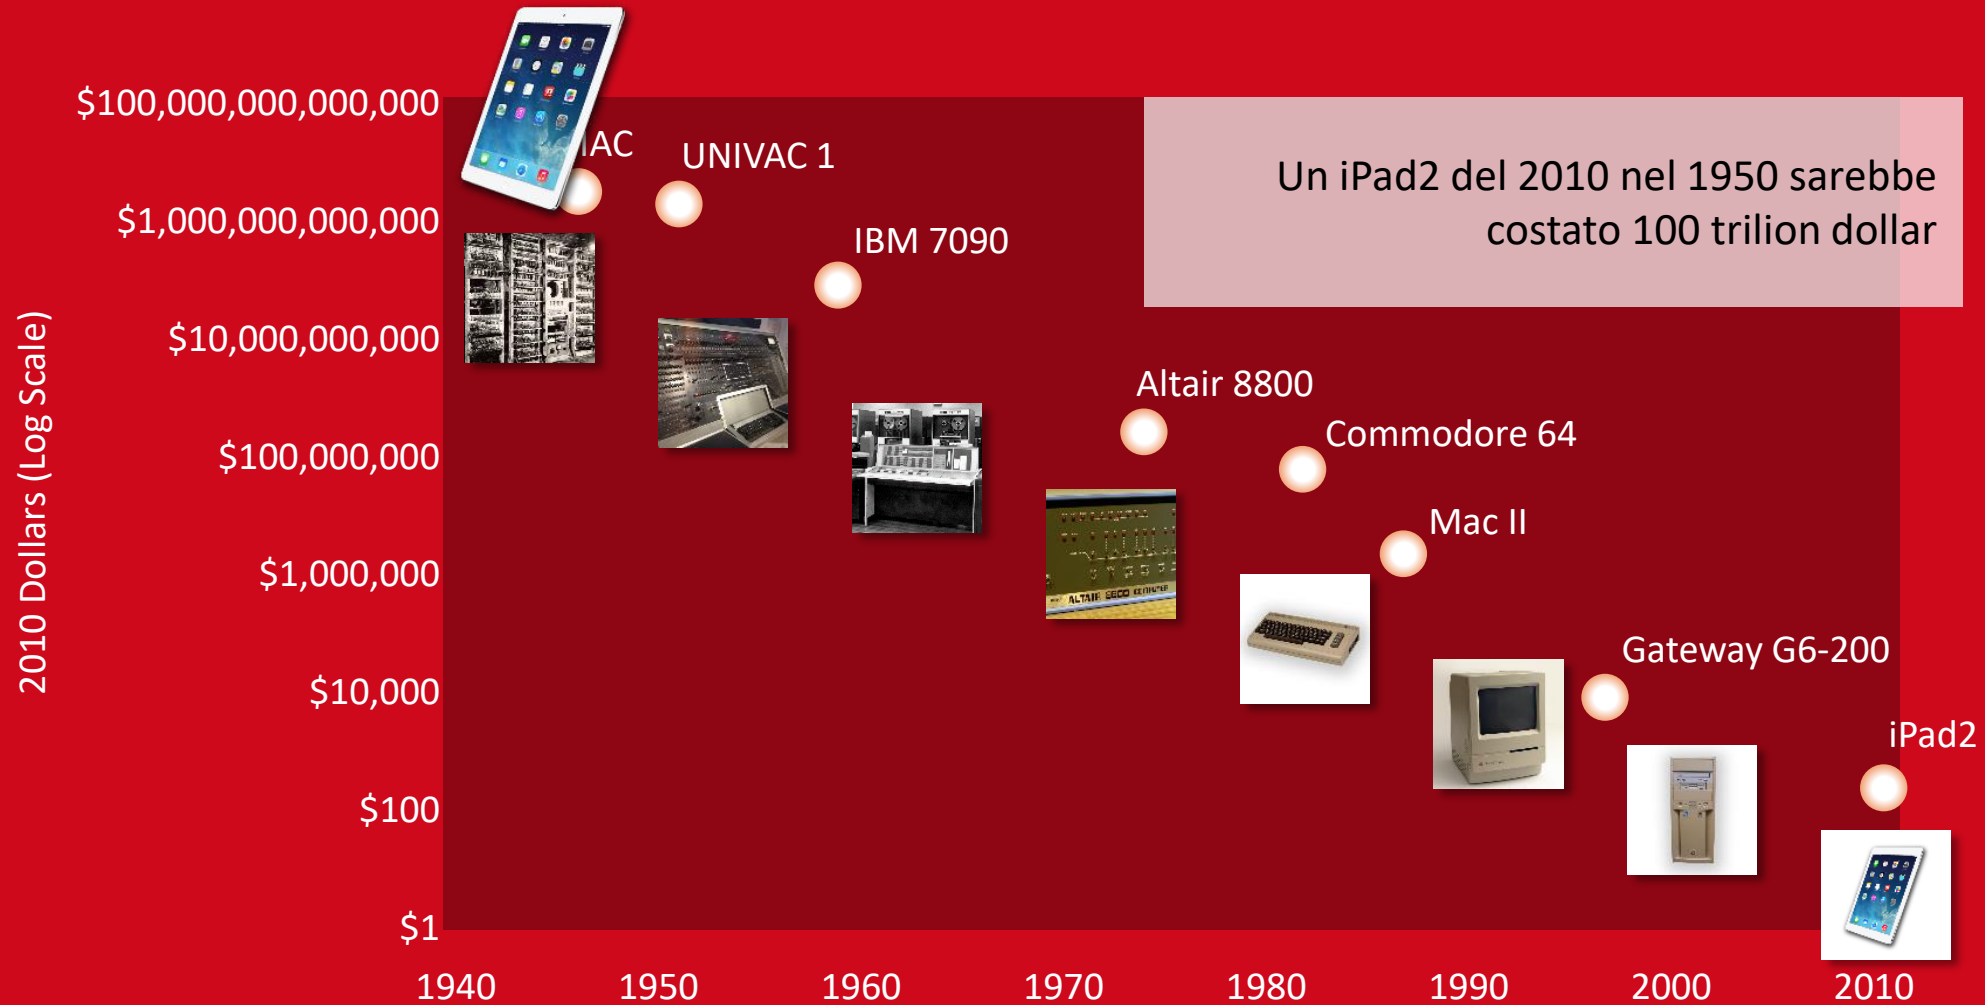 $100,000,000,000,000
IAC
UNIVAC 1
Un iPad2 del 2010 nel 1950 sarebbe
costato 100 trilion dollar
$1,000,000,000,000
IBM 7090
2010 Dollars (Log Scale)
$10,000,000,000
Altair 8800
Commodore 64
$100,000,000
Mac II
$1,000,000
ALTAIR 8800 COMPUTER
Gateway G6-200
$10,000
iPad2
$100
$1
1940 1950 1960 1970 1980 1990 2000 2010